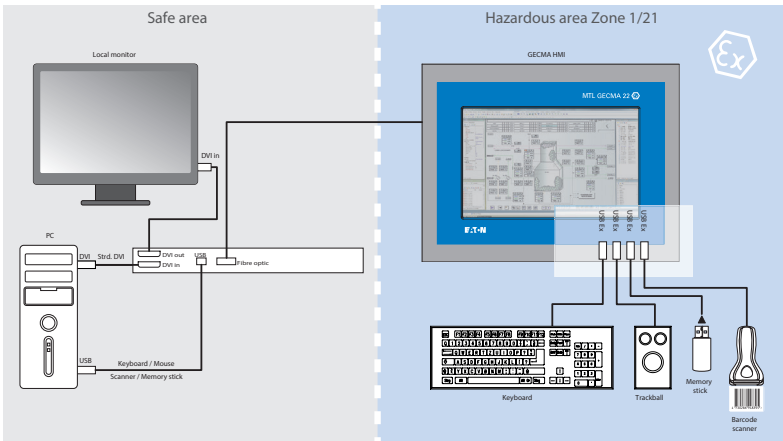 Safe area
Hazardous area Zone 1/21
Ex
Local monitor
GECMA HMI
MTL GECMA 22
DVI in
USB Ex
USB Ex
USB Ex
USB Ex
E·T·N
PC
DVI
Strd. DVI
DVI out
DVI in
USB
Fibre optic
USB
Keyboard / Mouse
Scanner / Memory stick
Keyboard
Trackball
Memory
stick
Barcode
scanner